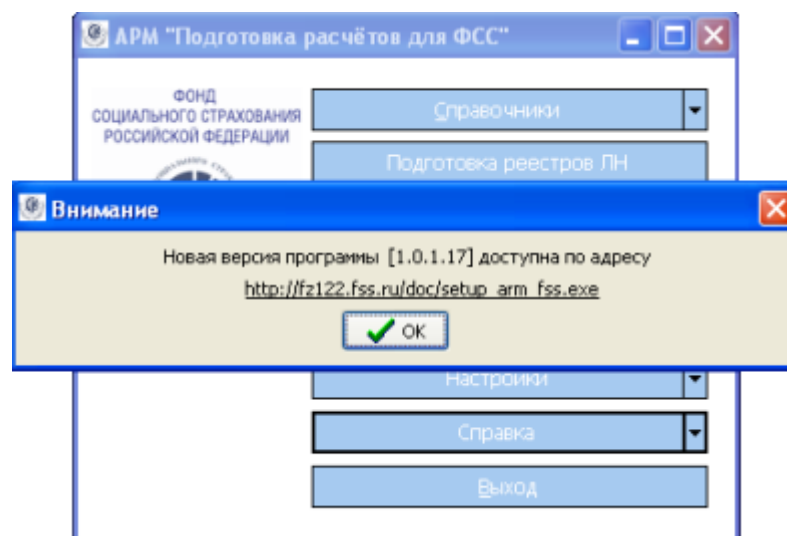 АРМ "Подготовка расчётов для ФСС"
ФОНД
СОЦИАЛЬНОГО СТРАХОВАНИЯ
РОССИЙСКОЙ ФЕДЕРАЦИИ
Справочники
Подготовка реестров ЛН
Внимание
Новая версия программы [1.0.1.17] доступна по адресу
http://fz122.fss.ru/doc/setup_arm_fss.exe
ОК
Настройки
Справка
Выход